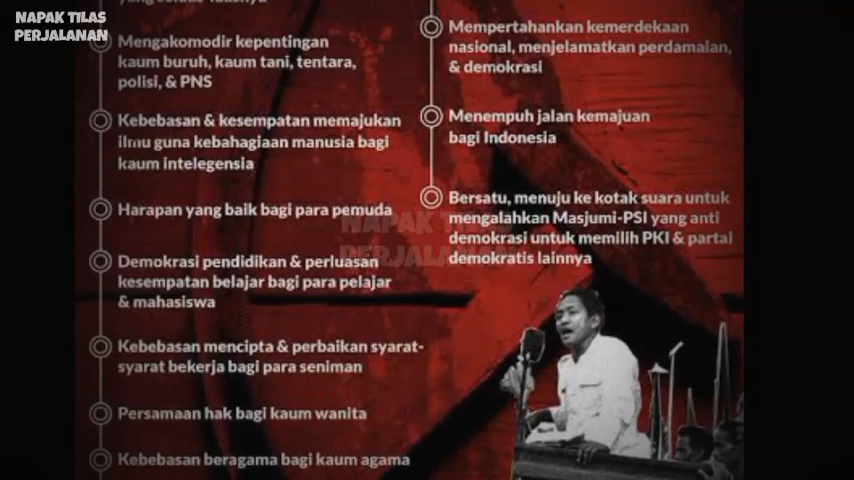 NAPAK TILAS
PERJALANAN
Mengakomodir kepentingan
kaum buruh, kaum tani, tentara,
polisi, & PNS
Kebebasan & kesempatan memajukan
ilmu guna kebahagiaan manusia bagi
kaum intelegensia
Harapan yang baik bagi para pemuda
Demokrasi pendidikan & perluasan
kesempatan belajar bagi para pelajar
& mahasiswa
Kebebasan mencipta & perbaikan syarat-
syarat bekerja bagi para seniman
Persamaan hak bagi kaum wanita
Kebebasan beragama bagi kaum agama
Mempertahankan kemerdekaan
nasional, menjelamatkan perdamaian,
& demokrasi
Menempuh jalan kemajuan
bagi Indonesia
Bersatu, menuju ke kotak suara untuk
mengalahkan Masjumi-PSI yang anti
demokrasi untuk memilih PKI & partai
demokratis lainnya
NAPAK TILAS
PERJALANAN